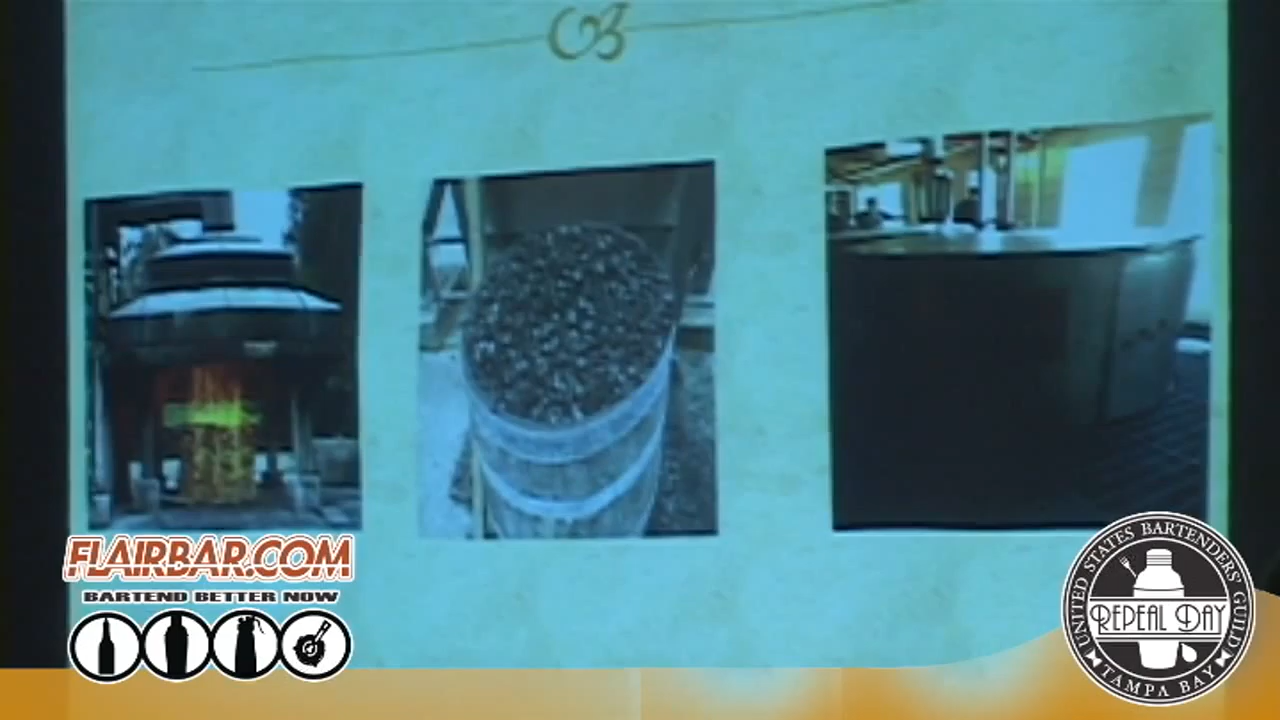 FLAIRBAR.COM
BARTEND BETTER NOW
UNITED STATES BARTENDERS' GUILD
REPEAL DAY
TAMPA BAY